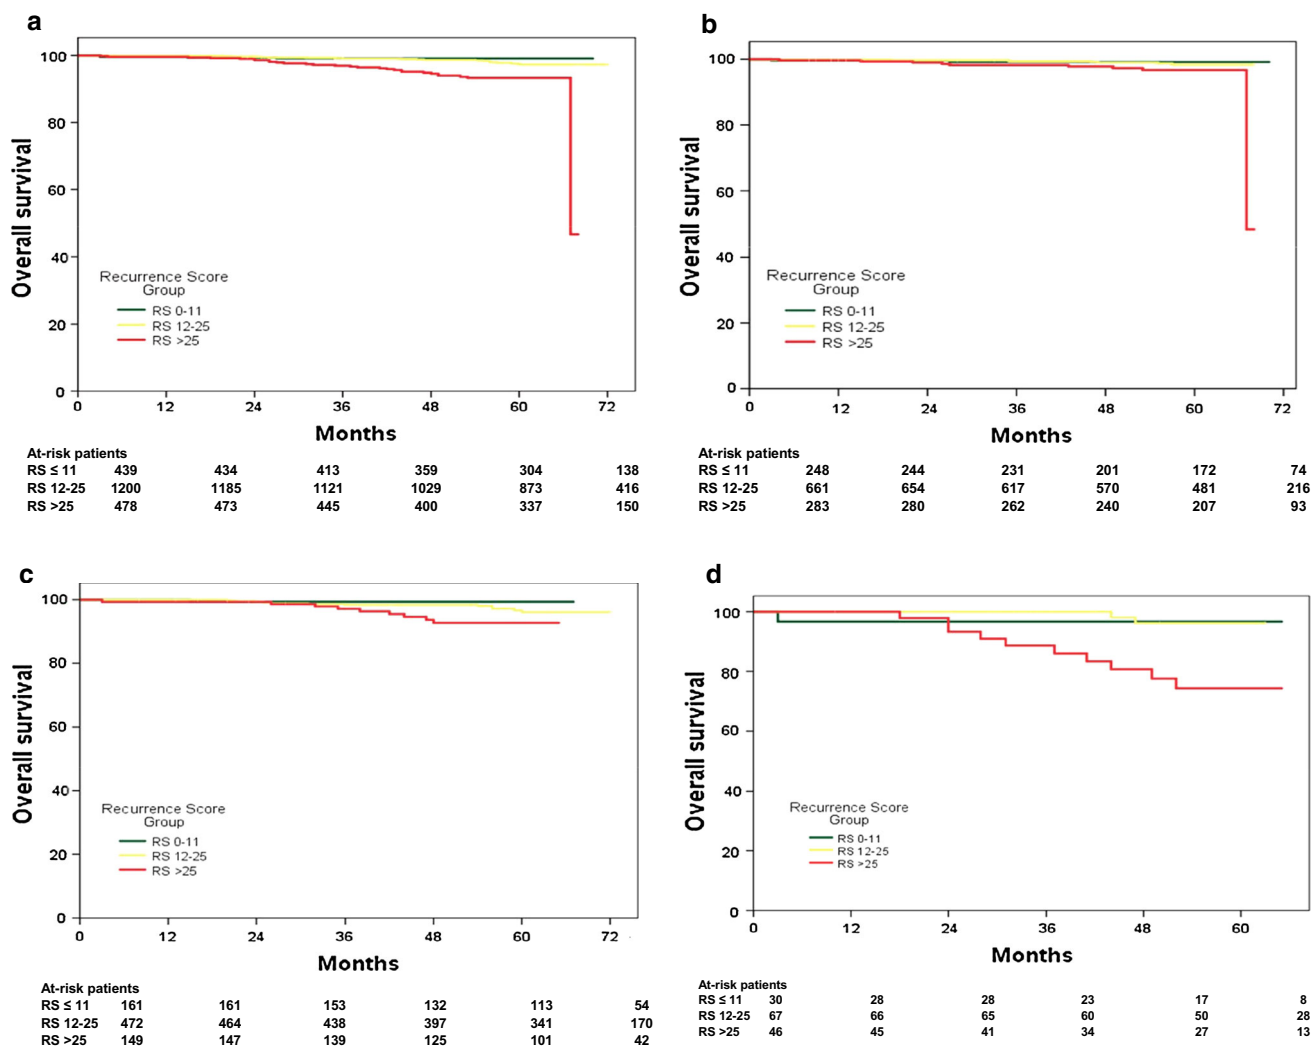 a
100
80
60
40
20
0
Overall survival
Recurrence Score
Group
RS 0-11
RS 12-25
RS >25
0 12 24 36 48 60 72
Months
At-risk patients
RS ≤ 11 439 434 413 359 304 138
RS 12-25 1200 1185 1121 1029 873 416
RS >25 478 473 445 400 337 150
b
100
80
60
40
20
0
Overall survival
Recurrence Score
Group
RS 0-11
RS 12-25
RS >25
0 12 24 36 48 60 72
Months
At-risk patients
RS ≤ 11 248 244 231 201 172 74
RS 12-25 661 654 617 570 481 216
RS >25 283 280 262 240 207 93
c
100
80
60
40
20
0
Overall survival
Recurrence Score
Group
RS 0-11
RS 12-25
RS >25
0 12 24 36 48 60 72
Months
At-risk patients
RS ≤ 11 161 161 153 132 113 54
RS 12-25 472 464 438 397 341 170
RS >25 149 147 139 125 101 42
d
100
80
60
40
20
0
Overall survival
Recurrence Score
Group
RS 0-11
RS 12-25
RS >25
0 12 24 36 48 60
Months
At-risk patients
RS ≤ 11 30 28 28 23 17 8
RS 12-25 67 66 65 60 50 28
RS >25 46 45 41 34 27 13